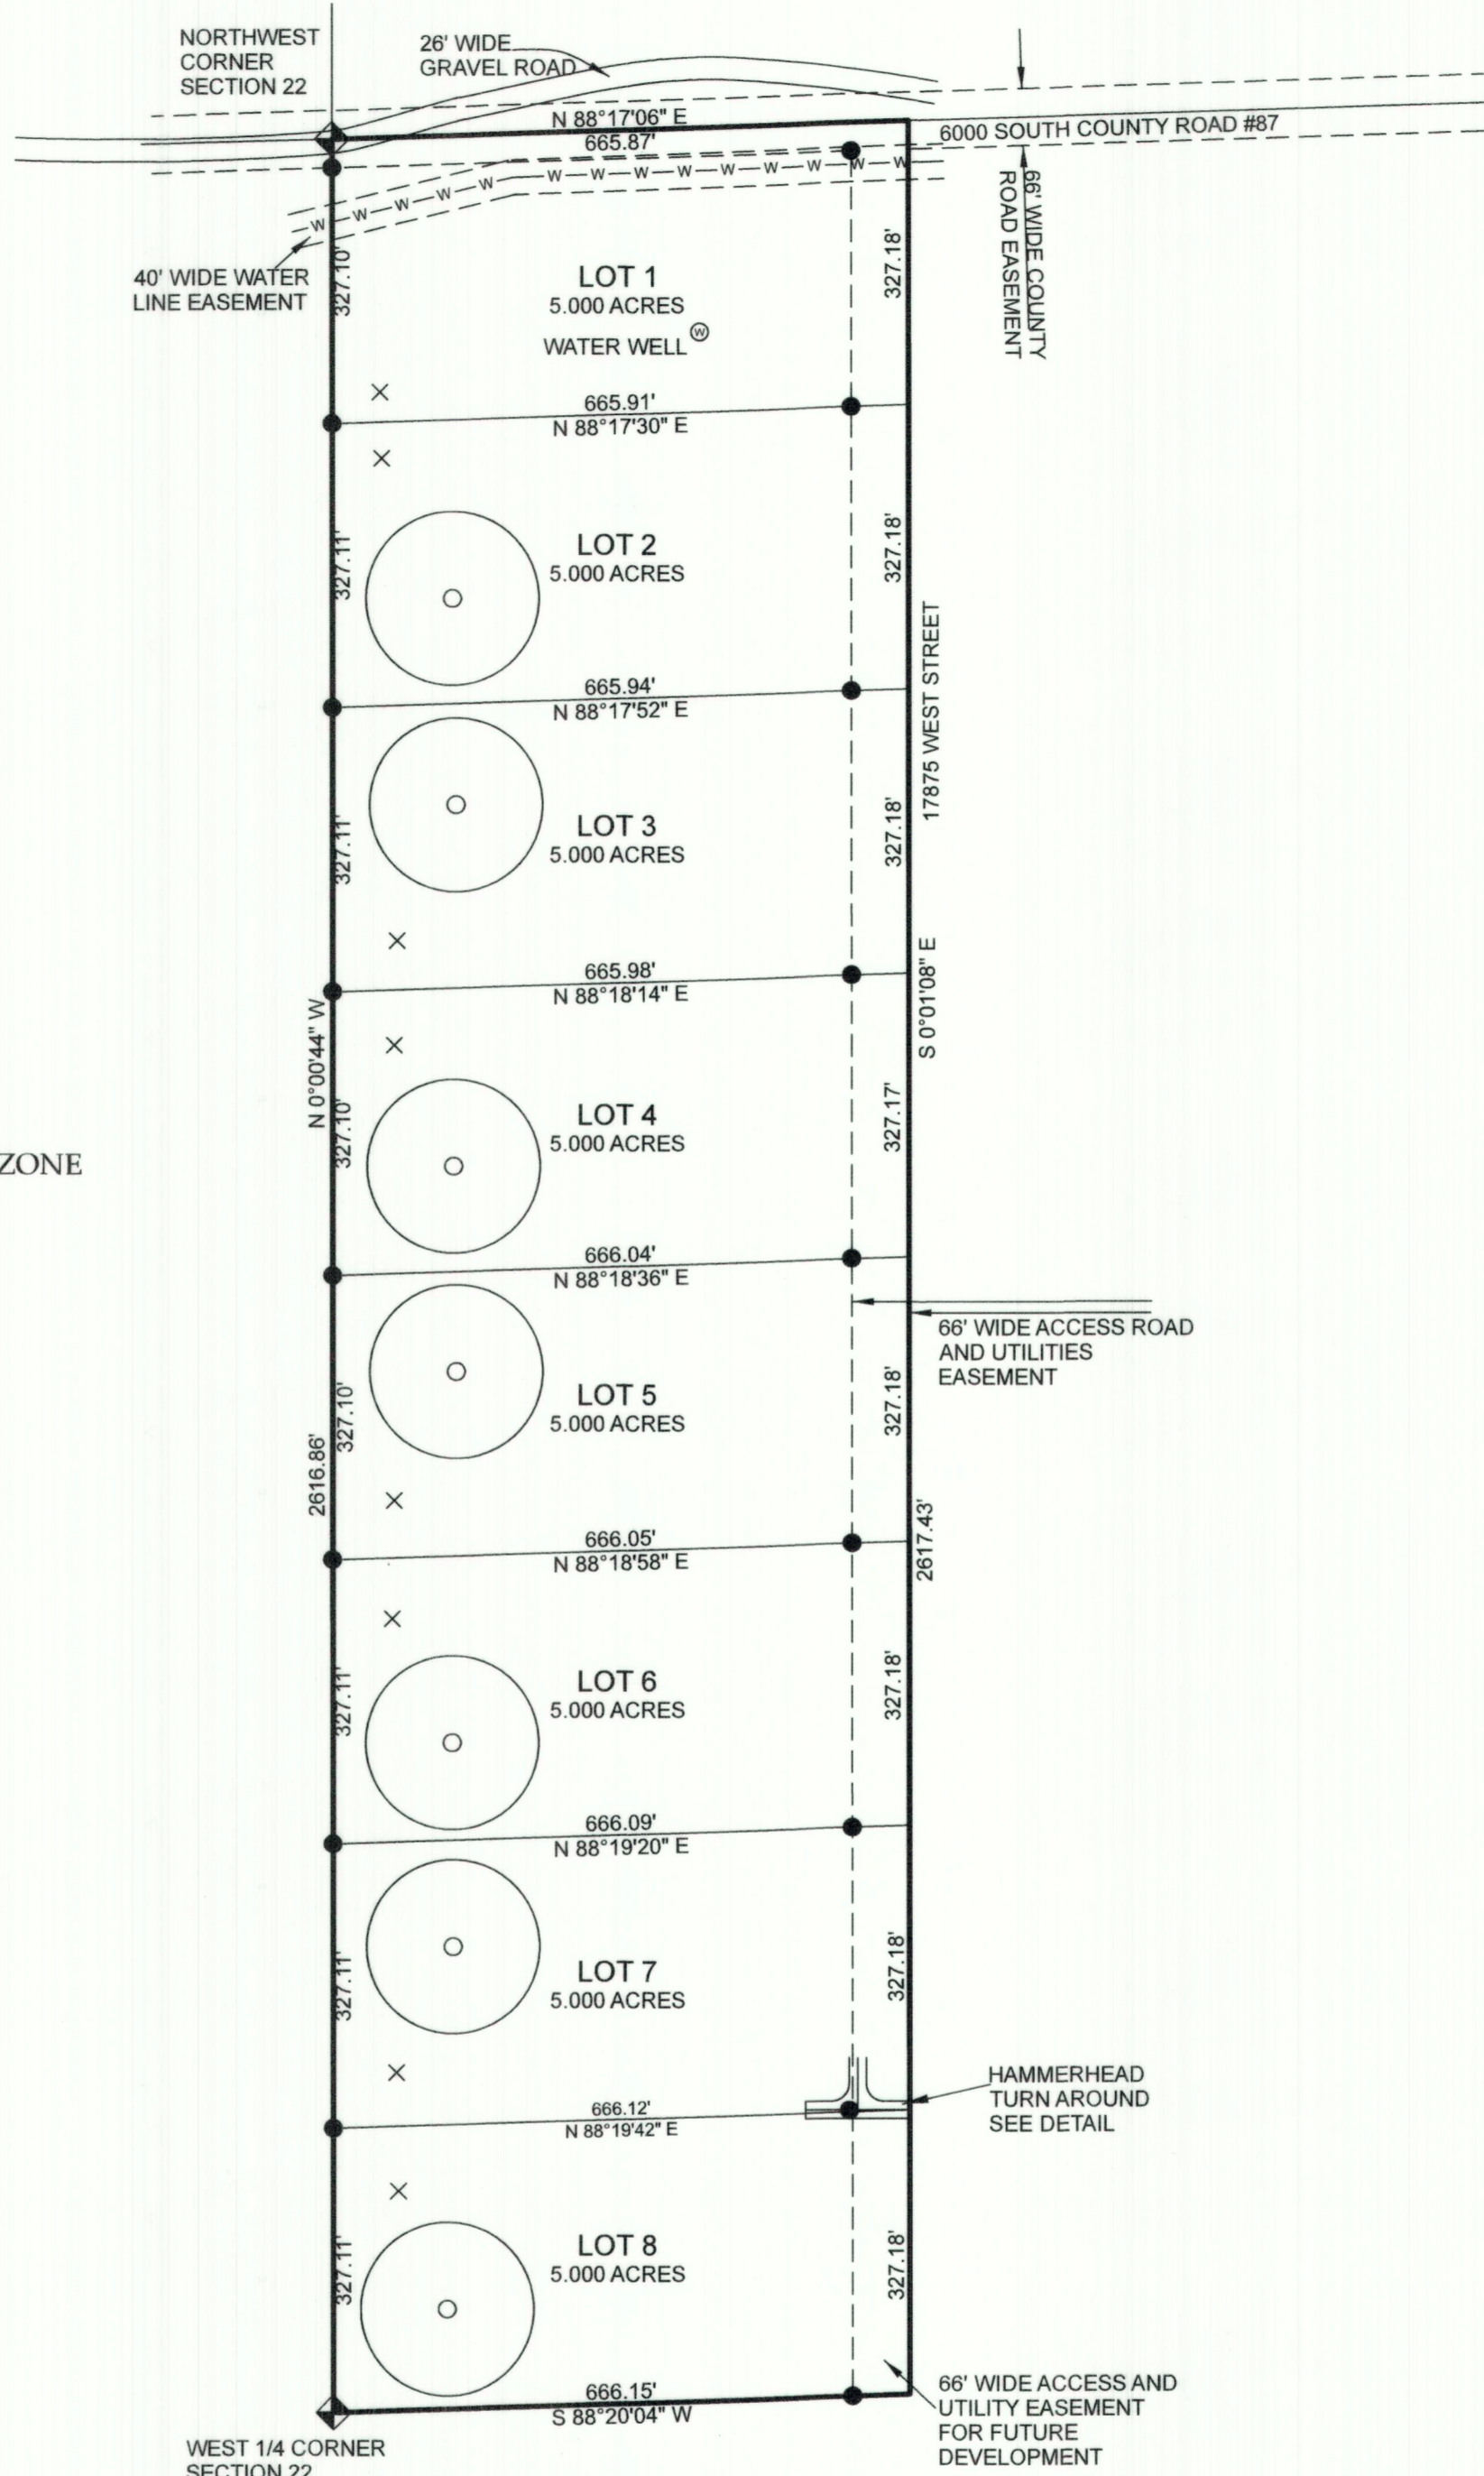 NORTHWEST
CORNER
SECTION 22
26' WIDE
GRAVEL ROAD
N 88°17'06" E
665.87'
6000 SOUTH COUNTY ROAD #87
66' WIDE COUNTY
ROAD EASEMENT
W W W W W W W W W W W W W W
40' WIDE WATER
LINE EASEMENT
327.10'
327.18'
LOT 1
5.000 ACRES
WATER WELL W
665.91'
N 88°17'30" E
327.11'
LOT 2
5.000 ACRES
327.18'
17875 WEST STREET
665.94'
N 88°17'52" E
327.11'
LOT 3
5.000 ACRES
327.18'
665.98'
N 88°18'14" E
S 0°01'08" E
N 0°00'44" W
327.10'
LOT 4
5.000 ACRES
327.17'
ZONE
666.04'
N 88°18'36" E
66' WIDE ACCESS ROAD
AND UTILITIES
EASEMENT
327.10'
LOT 5
5.000 ACRES
327.18'
2616.86'
2617.43'
666.05'
N 88°18'58" E
327.11'
LOT 6
5.000 ACRES
327.18'
666.09'
N 88°19'20" E
327.11'
LOT 7
5.000 ACRES
327.18'
HAMMERHEAD
TURN AROUND
SEE DETAIL
666.12'
N 88°19'42" E
327.11'
LOT 8
5.000 ACRES
327.18'
666.15'
S 88°20'04" W
66' WIDE ACCESS AND
UTILITY EASEMENT
FOR FUTURE
DEVELOPMENT
WEST 1/4 CORNER
SECTION 22